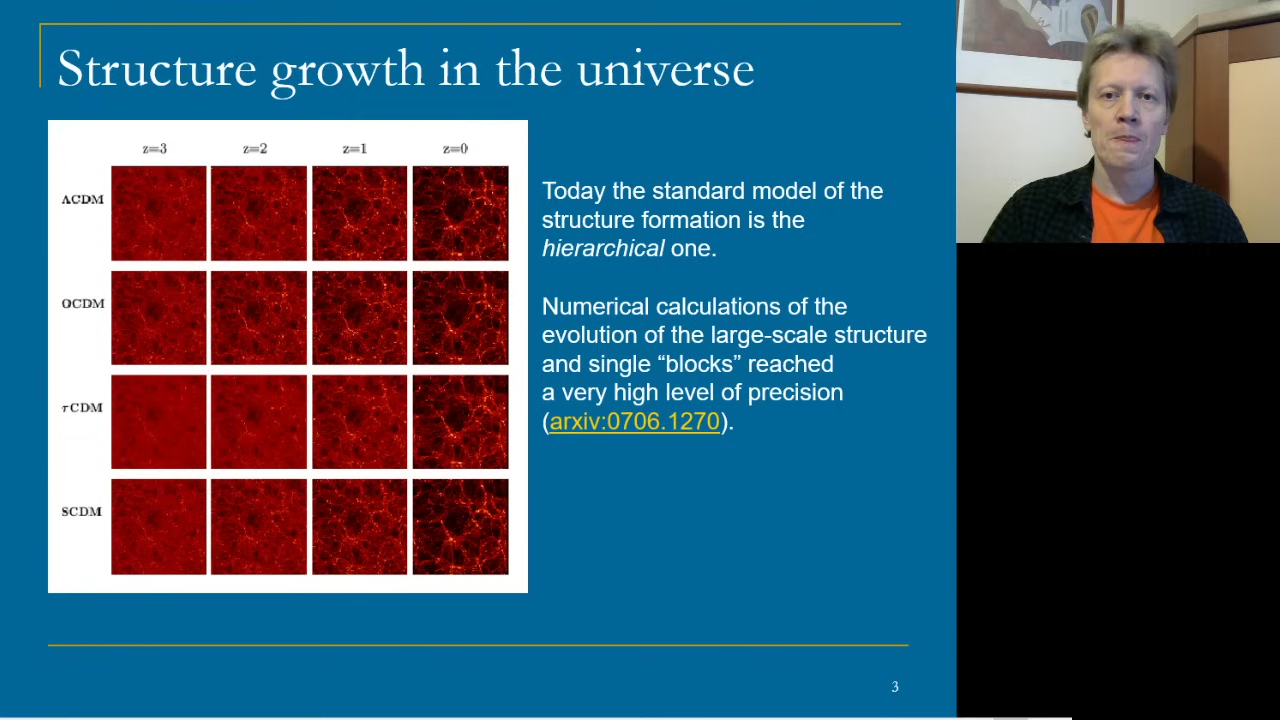 Structure growth in the universe
z=3 z=2 z=1 z=0
ΛCDM
OCDM
τCDM
SCDM
Today the standard model of the
structure formation is the
hierarchical one.
Numerical calculations of the
evolution of the large-scale structure
and single “blocks” reached
a very high level of precision
(arxiv:0706.1270).
3